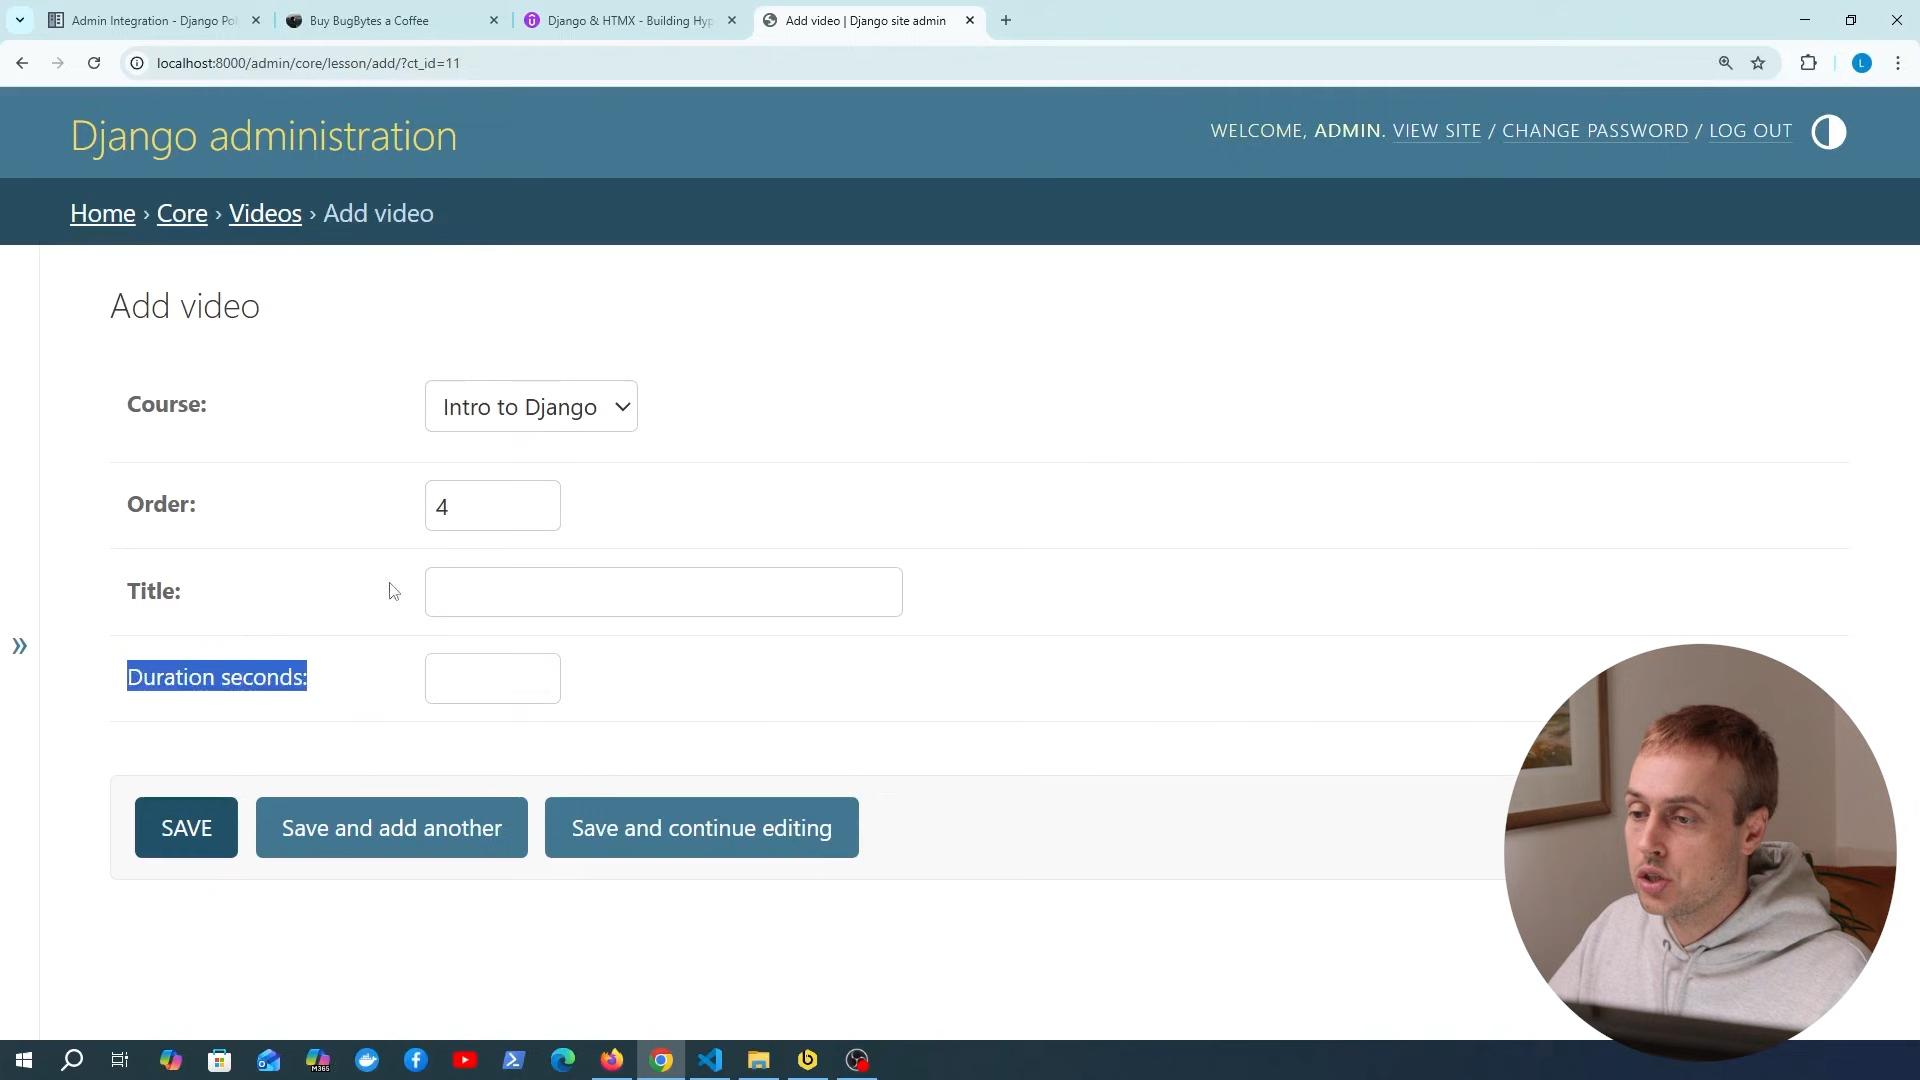 Admin Integration - Django Pol
Buy BugBytes a Coffee
Django & HTMX - Building Hyp
Add video | Django site admin
localhost:8000/admin/core/lesson/add/?ct_id=11
L
Django administration
WELCOME, ADMIN. VIEW SITE / CHANGE PASSWORD / LOG OUT
Home › Core › Videos › Add video
Add video
Course:
Intro to Django
Order:
4
Title:
»
Duration seconds:
SAVE
Save and add another
Save and continue editing
M365